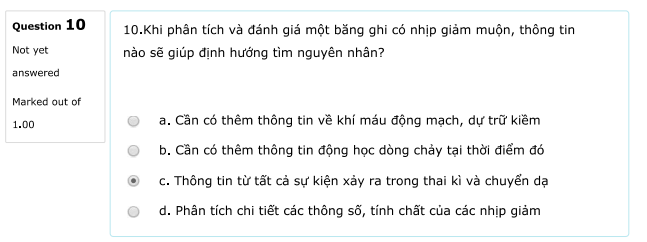 Question 10
Not yet
answered
Marked out of
1.00
10.Khi phân tích và đánh giá một băng ghi có nhịp giảm muộn, thông tin
nào sẽ giúp định hướng tìm nguyên nhân?
a. Cần có thêm thông tin về khí máu động mạch, dự trữ kiềm
b. Cần có thêm thông tin động học dòng chảy tại thời điểm đó
c. Thông tin từ tất cả sự kiện xảy ra trong thai kì và chuyển dạ
d. Phân tích chi tiết các thông số, tính chất của các nhịp giảm